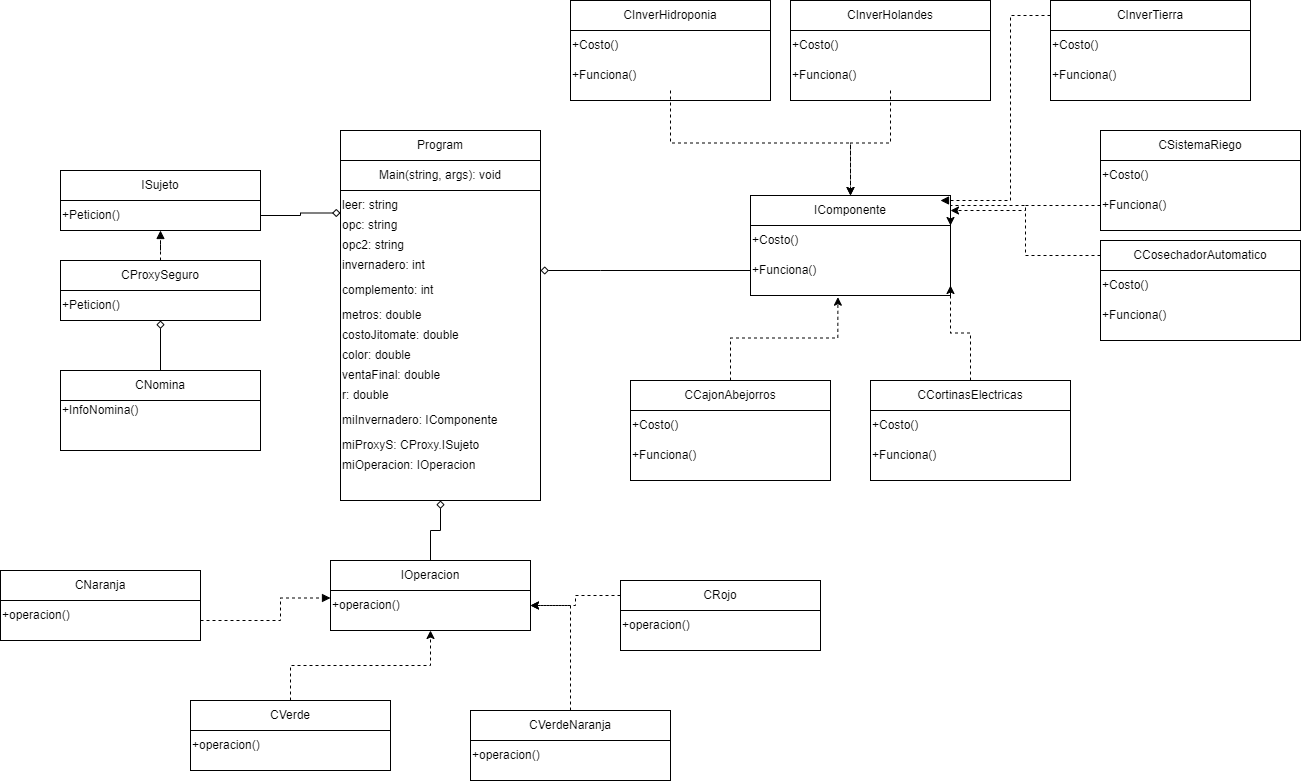 CInverHidroponia
+Costo()
+Funciona()
CInverHolandes
+Costo()
+Funciona()
CInverTierra
+Costo()
+Funciona()
Program
Main(string, args): void
leer: string
opc: string
opc2: string
invernadero: int
complemento: int
metros: double
costoJitomate: double
color: double
ventaFinal: double
r: double
miInvernadero: IComponente
miProxyS: CProxy.ISujeto
miOperacion: IOperacion
CSistemaRiego
+Costo()
+Funciona()
ISujeto
+Peticion()
IComponente
+Costo()
+Funciona()
CCosechadorAutomatico
+Costo()
+Funciona()
CProxySeguro
+Peticion()
CNomina
+InfoNomina()
CCajonAbejorros
+Costo()
+Funciona()
CCortinasElectricas
+Costo()
+Funciona()
IOperacion
+operacion()
CNaranja
+operacion()
CRojo
+operacion()
CVerde
+operacion()
CVerdeNaranja
+operacion()